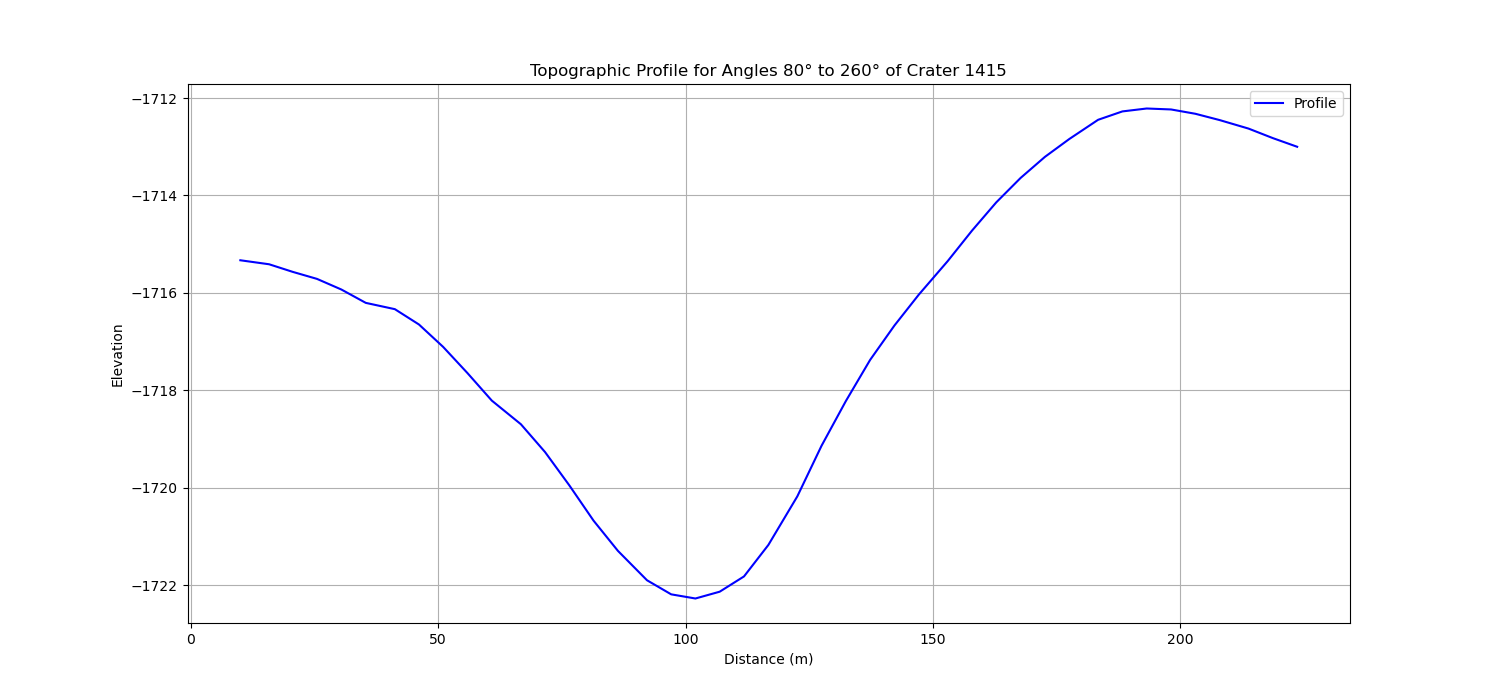 Topographic Profile for Angles 80° to 260° of Crater 1415
Profile
−1712
−1714
−1716
−1718
−1720
−1722
Elevation
0 50 100 150 200
Distance (m)